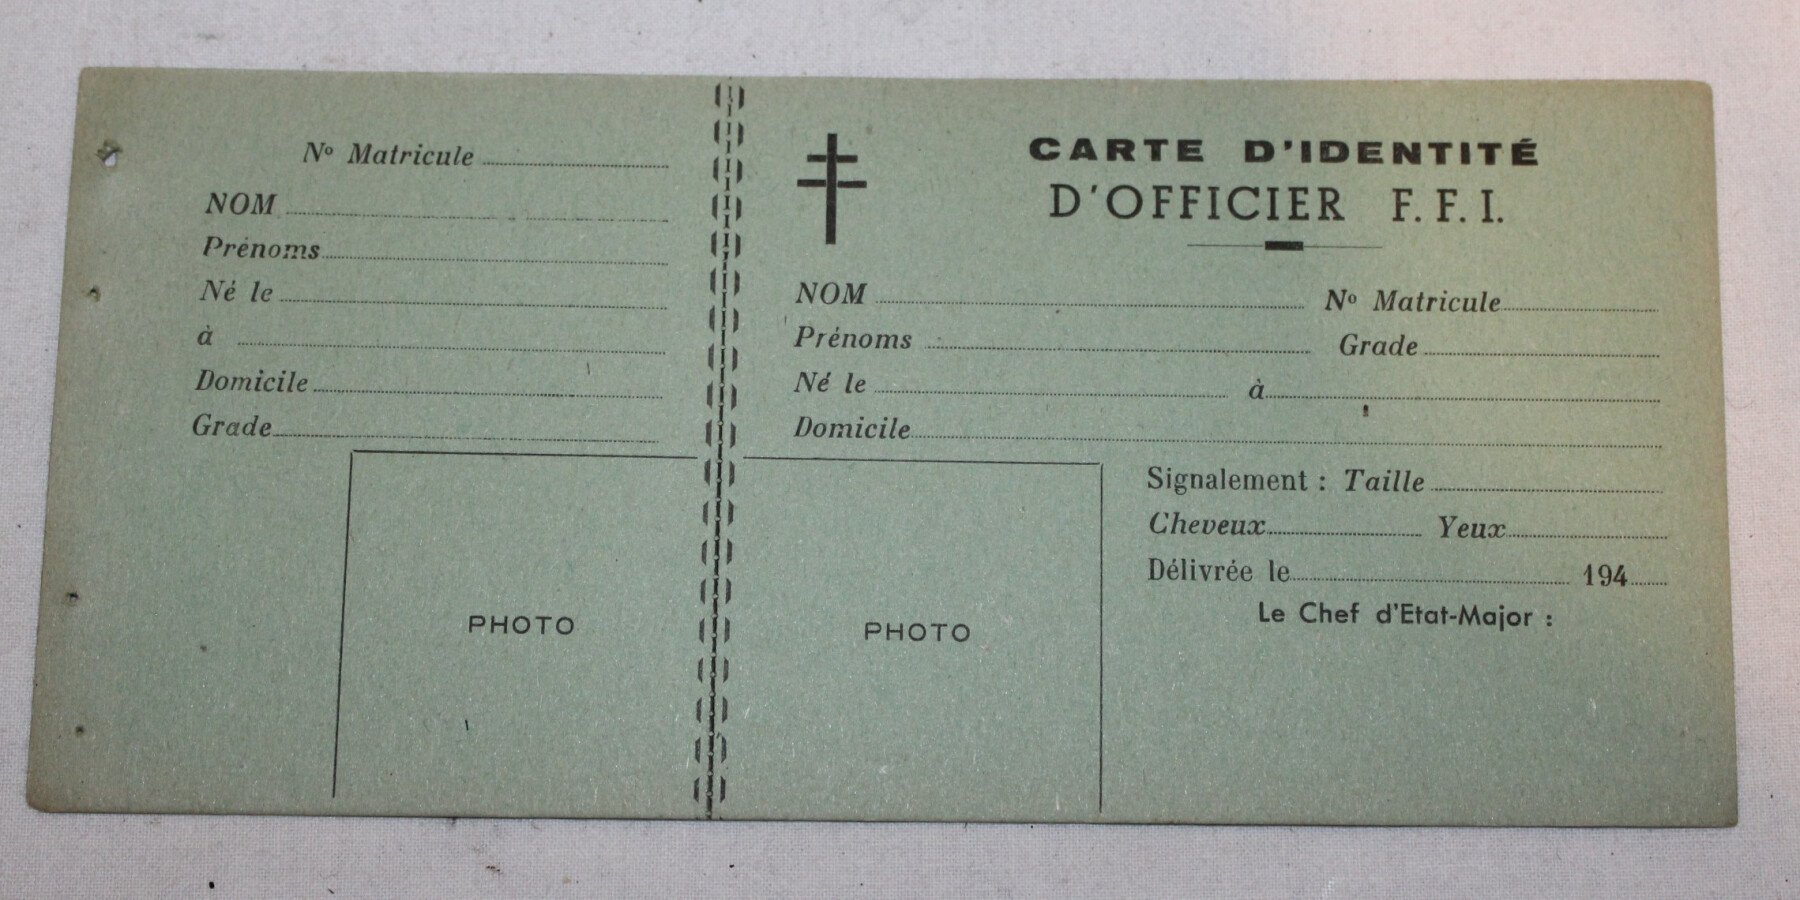 Nº Matricule
NOM
Prénoms
Né le
à
Domicile
Grade
PHOTO
CARTE D'IDENTITÉ
D'OFFICIER F. F. I.
NOM Nº Matricule
Prénoms Grade
Né le à
Domicile
Signalement : Taille
Cheveux Yeux
Délivrée le 194
Le Chef d'Etat-Major :
PHOTO